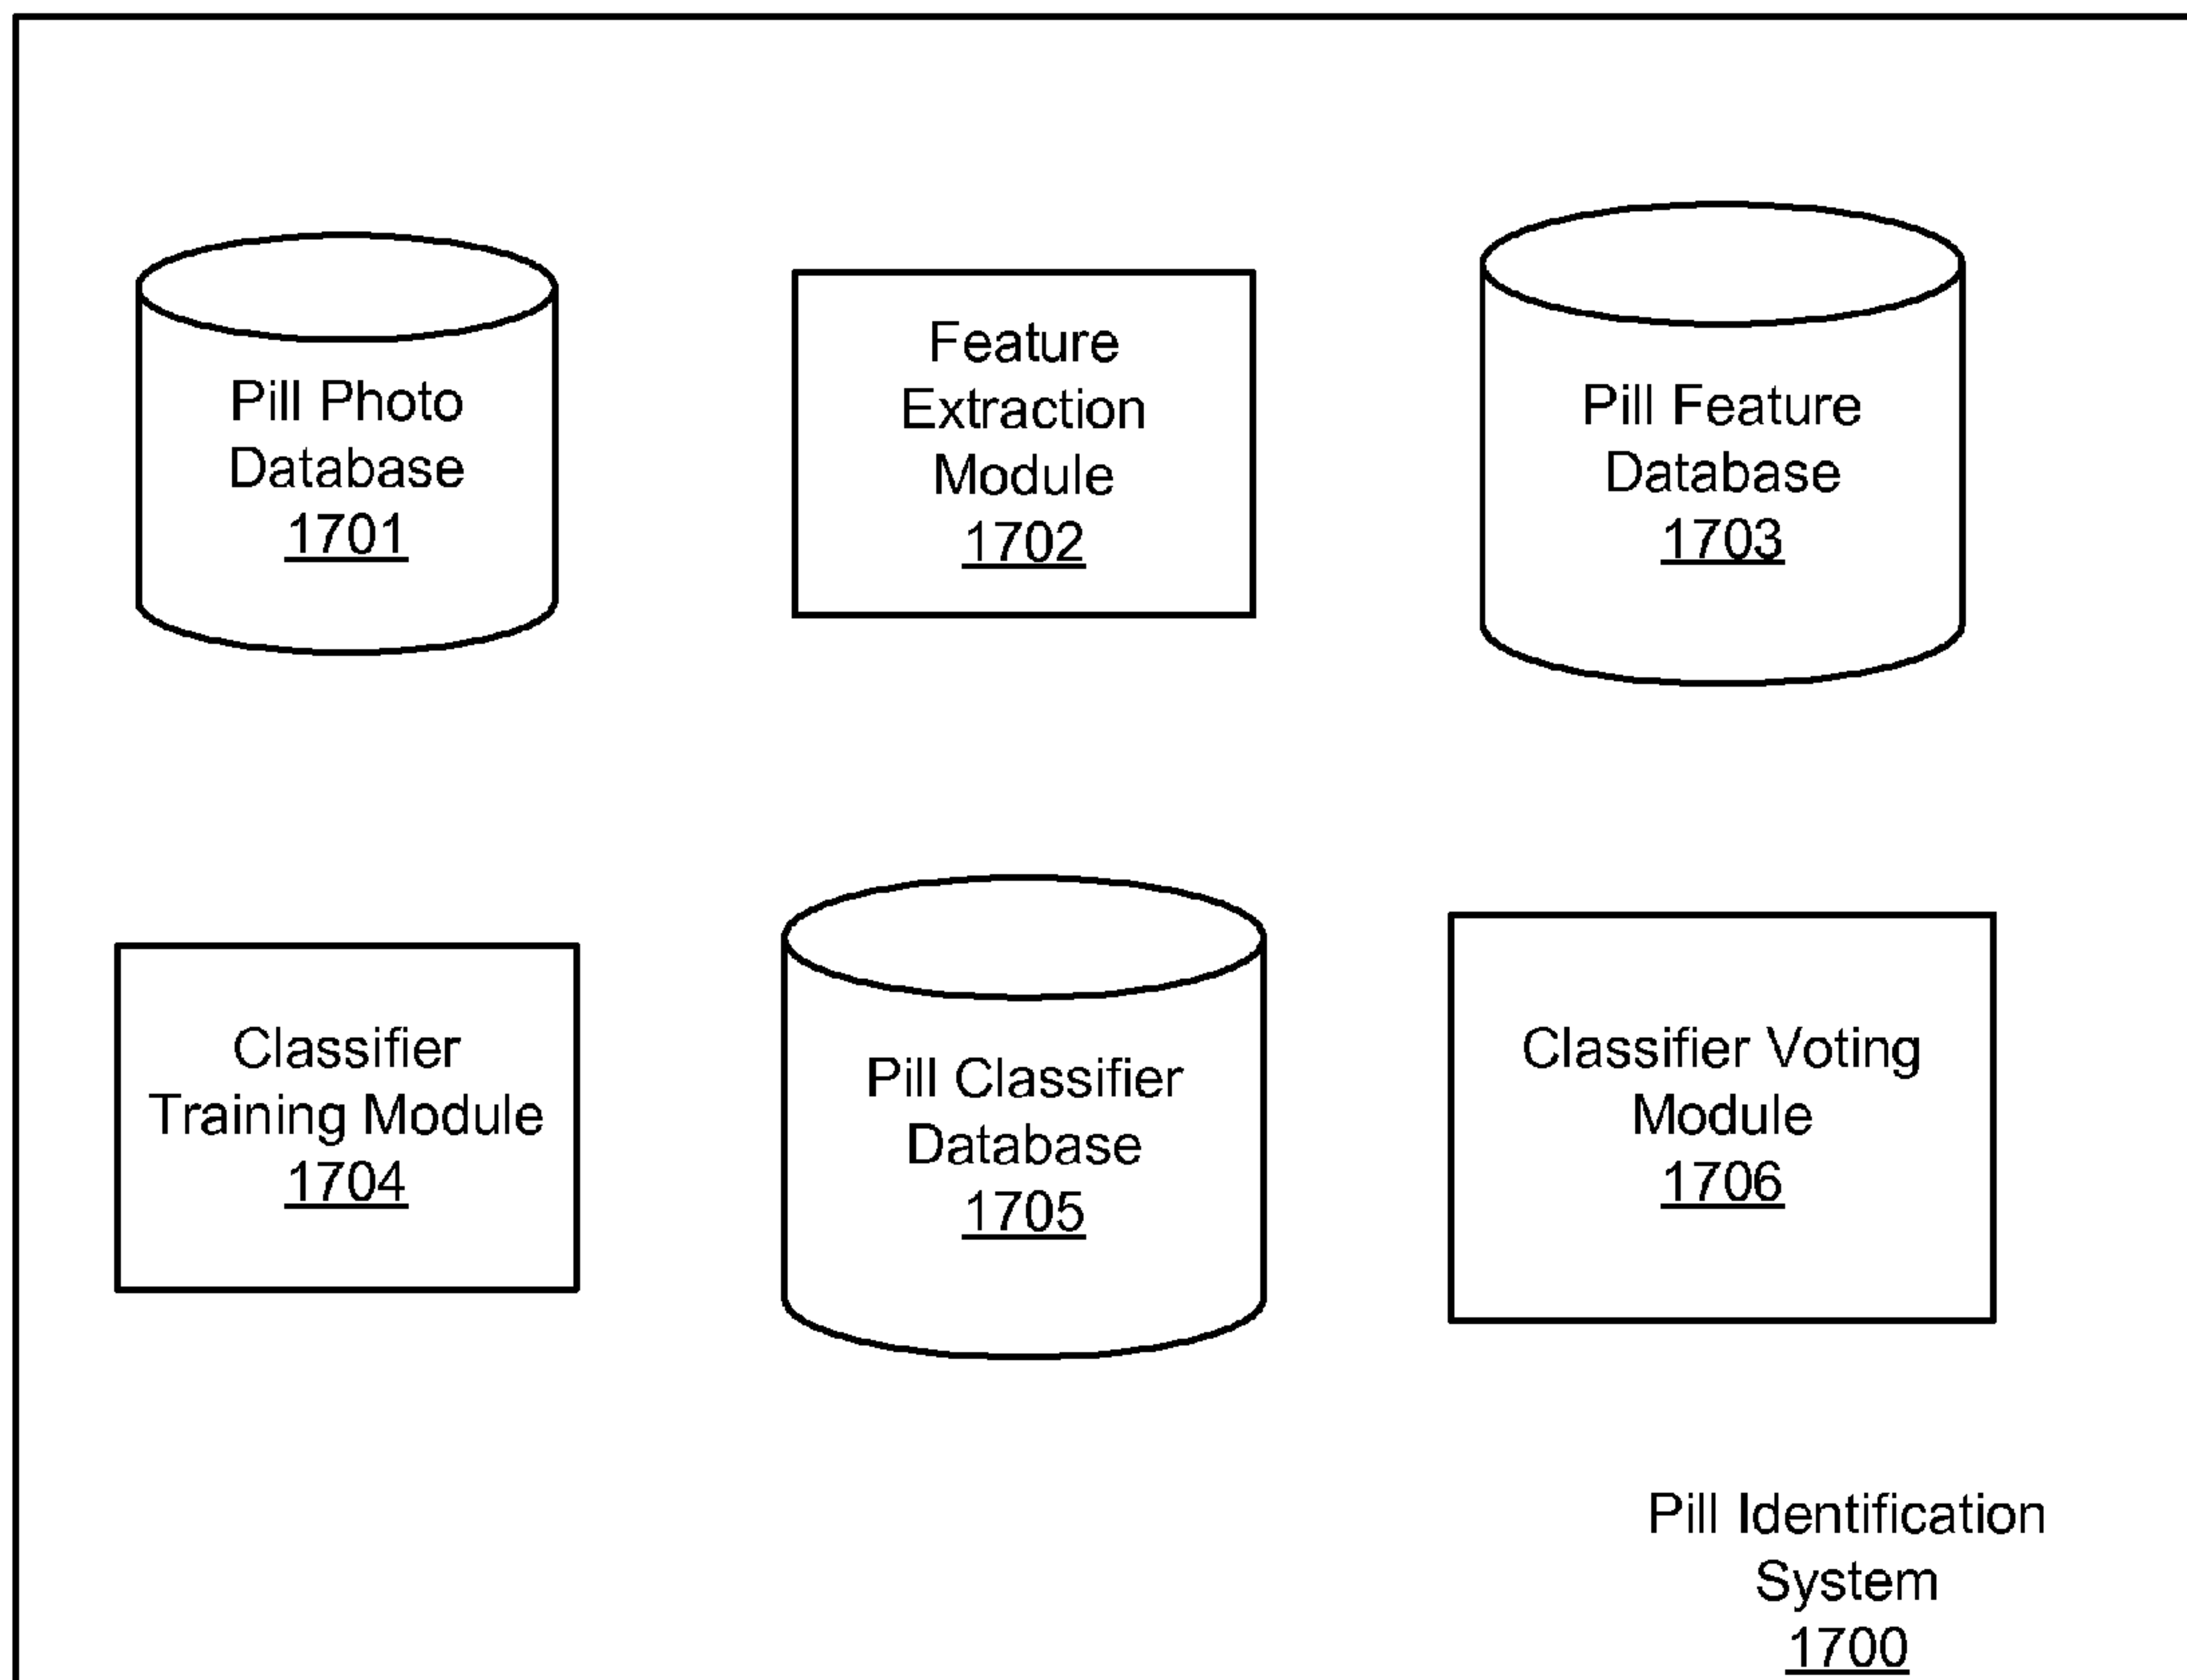 Pill Photo
Database
1701
Feature
Extraction
Module
1702
Pill Feature
Database
1703
Classifier
Training Module
1704
Pill Classifier
Database
1705
Classifier Voting
Module
1706
Pill Identification
System
1700